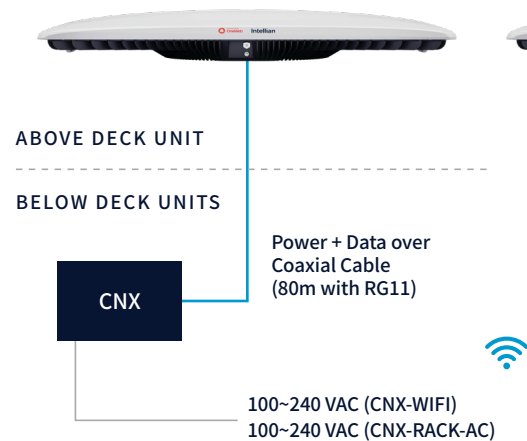 OneWeb Intellian
ABOVE DECK UNIT
BELOW DECK UNITS
Power + Data over
Coaxial Cable
(80m with RG11)
CNX
100~240 VAC (CNX-WIFI)
100~240 VAC (CNX-RACK-AC)